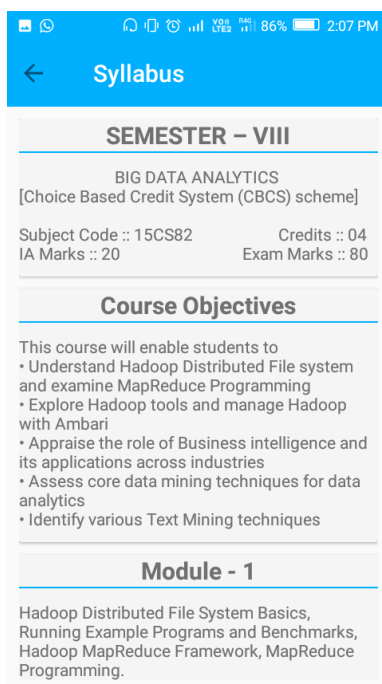 VoLTE2 R4G 86% 2:07 PM
Syllabus
SEMESTER – VIII
BIG DATA ANALYTICS
[Choice Based Credit System (CBCS) scheme]
Subject Code :: 15CS82 Credits :: 04
IA Marks :: 20 Exam Marks :: 80
Course Objectives
This course will enable students to
• Understand Hadoop Distributed File system
and examine MapReduce Programming
• Explore Hadoop tools and manage Hadoop
with Ambari
• Appraise the role of Business intelligence and
its applications across industries
• Assess core data mining techniques for data
analytics
• Identify various Text Mining techniques
Module - 1
Hadoop Distributed File System Basics,
Running Example Programs and Benchmarks,
Hadoop MapReduce Framework, MapReduce
Programming.